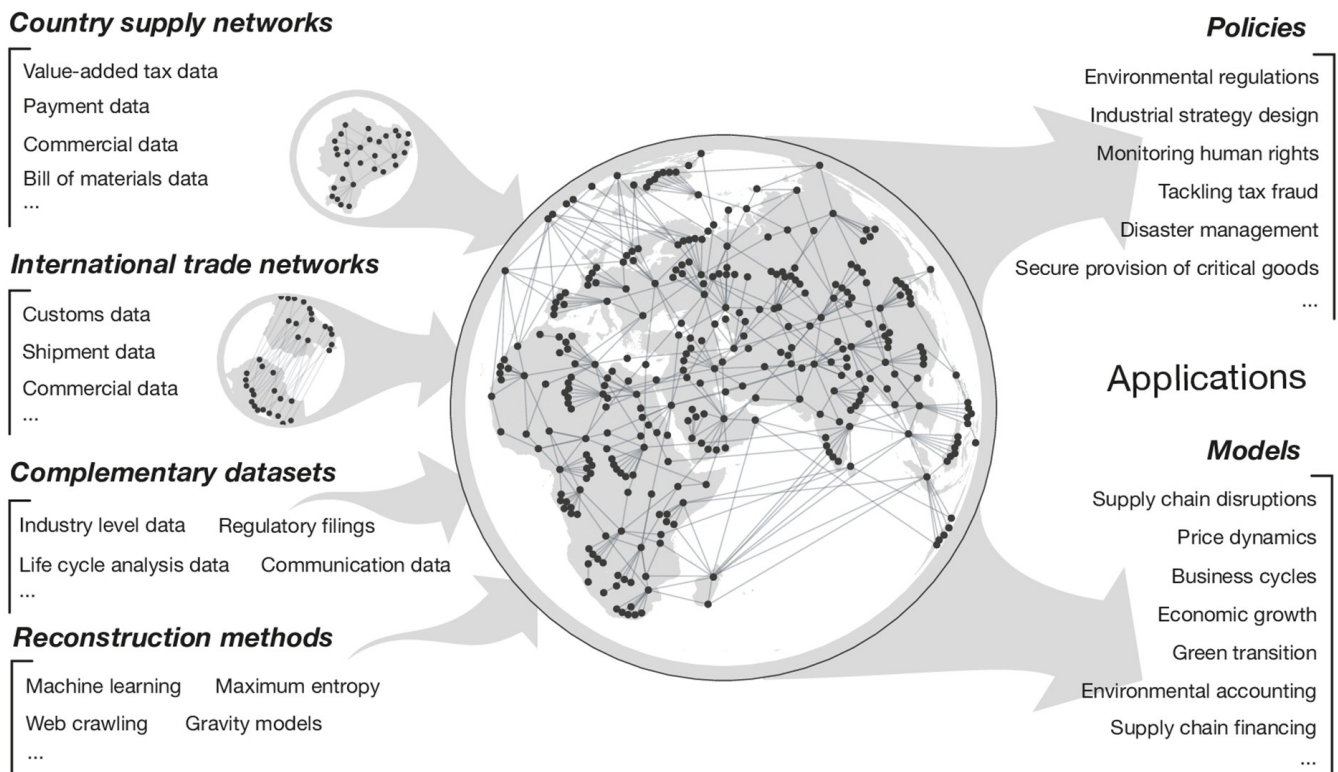 Country supply networks
Value-added tax data
Payment data
Commercial data
Bill of materials data
...
International trade networks
Customs data
Shipment data
Commercial data
...
Complementary datasets
Industry level data Regulatory filings
Life cycle analysis data Communication data
...
Reconstruction methods
Machine learning Maximum entropy
Web crawling Gravity models
...
Policies
Environmental regulations
Industrial strategy design
Monitoring human rights
Tackling tax fraud
Disaster management
Secure provision of critical goods
...
Applications
Models
Supply chain disruptions
Price dynamics
Business cycles
Economic growth
Green transition
Environmental accounting
Supply chain financing
...